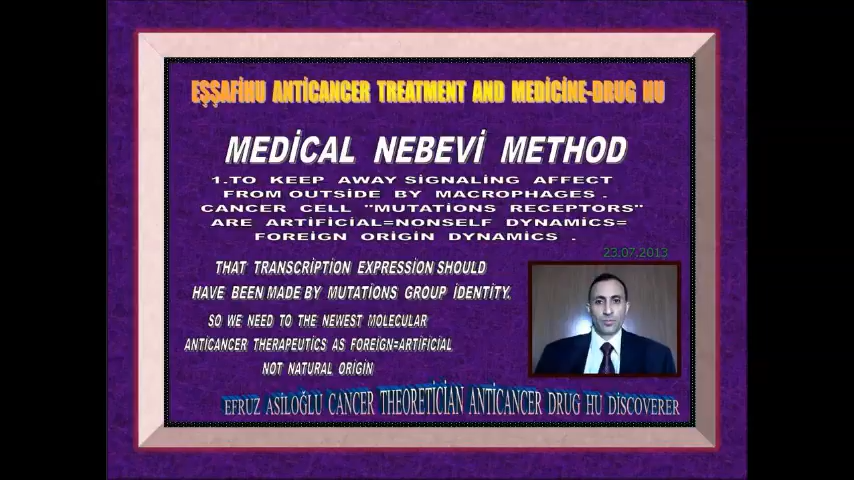 EŞŞAFİHU ANTİCANCER TREATMENT AND MEDİCİNE-DRUG HU
MEDİCAL NEBEVİ METHOD
1.TO KEEP AWAY SİGNALİNG AFFECT
FROM OUTSİDE BY MACROPHAGES .
CANCER CELL "MUTATİONS RECEPTORS"
ARE ARTİFİCİAL=NONSELF DYNAMİCS=
FOREİGN ORİGİN DYNAMİCS .
23.07.2013
THAT TRANSCRİPTİON EXPRESSİON SHOULD
HAVE BEEN MADE BY MUTATİONS GROUP İDENTİTY.
SO WE NEED TO THE NEWEST MOLECULAR
ANTİCANCER THERAPEUTİCS AS FOREİGN=ARTİFİCİAL
NOT NATURAL ORİGİN
EFRUZ ASİLOĞLU CANCER THEORETİCİAN ANTİCANCER DRUG HU DİSCOVERER